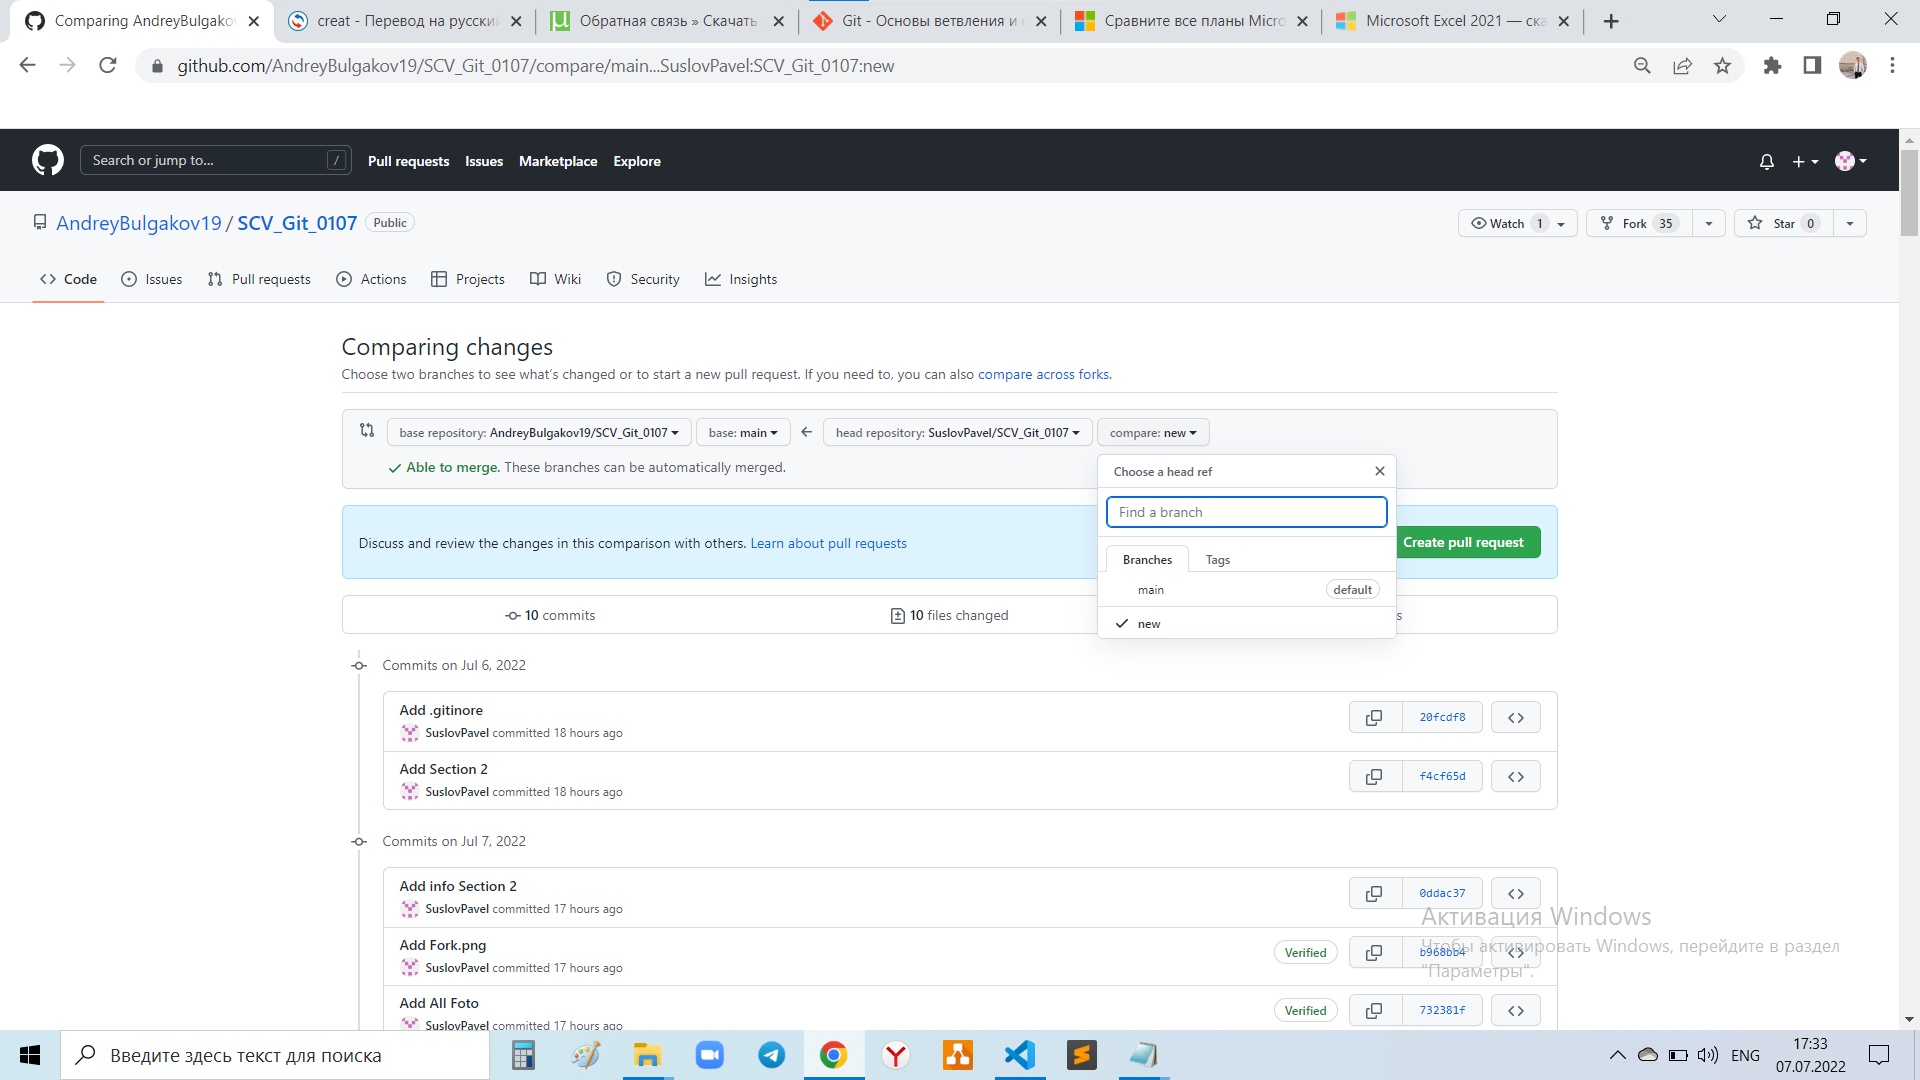 Comparing AndreyBulgakov
creat - Перевод на русски
Обратная связь » Скачать
Git - Основы ветвления и с
Сравните все планы Micro
Microsoft Excel 2021 — ска
github.com/AndreyBulgakov19/SCV_Git_0107/compare/main...SuslovPavel:SCV_Git_0107:new
Search or jump to...
/
Pull requests
Issues
Marketplace
Explore
AndreyBulgakov19 / SCV_Git_0107
Public
Watch 1
Fork 35
Star 0
Code
Issues
Pull requests
Actions
Projects
Wiki
Security
Insights
Comparing changes
Choose two branches to see what's changed or to start a new pull request. If you need to, you can also compare across forks.
base repository: AndreyBulgakov19/SCV_Git_0107
base: main
head repository: SuslovPavel/SCV_Git_0107
compare: new
Able to merge. These branches can be automatically merged.
Choose a head ref
Find a branch
Branches
Tags
main
default
new
Discuss and review the changes in this comparison with others. Learn about pull requests
Create pull request
10 commits
10 files changed
s
Commits on Jul 6, 2022
Add .gitinore
20fcdf8
SuslovPavel committed 18 hours ago
Add Section 2
f4cf65d
SuslovPavel committed 18 hours ago
Commits on Jul 7, 2022
Add info Section 2
0ddac37
SuslovPavel committed 17 hours ago
Add Fork.png
Verified
b968bb4
SuslovPavel committed 17 hours ago
Add All Foto
Verified
732381f
SuslovPavel committed 17 hours ago
Активация Windows
Чтобы активировать Windows, перейдите в раздел
"Параметры".
Введите здесь текст для поиска
ENG
17:33
07.07.2022